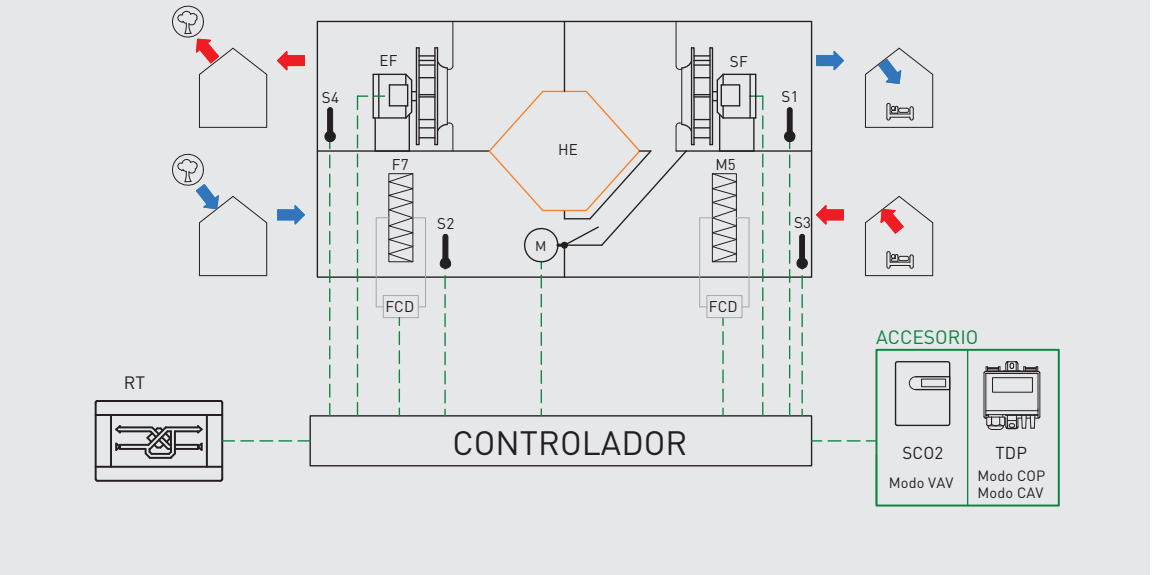 EF
SF
S4
S1
HE
F7
M5
S2
S3
M
FCD
FCD
ACCESORIO
RT
CONTROLADOR
SCO2
TDP
Modo VAV
Modo COP
Modo CAV